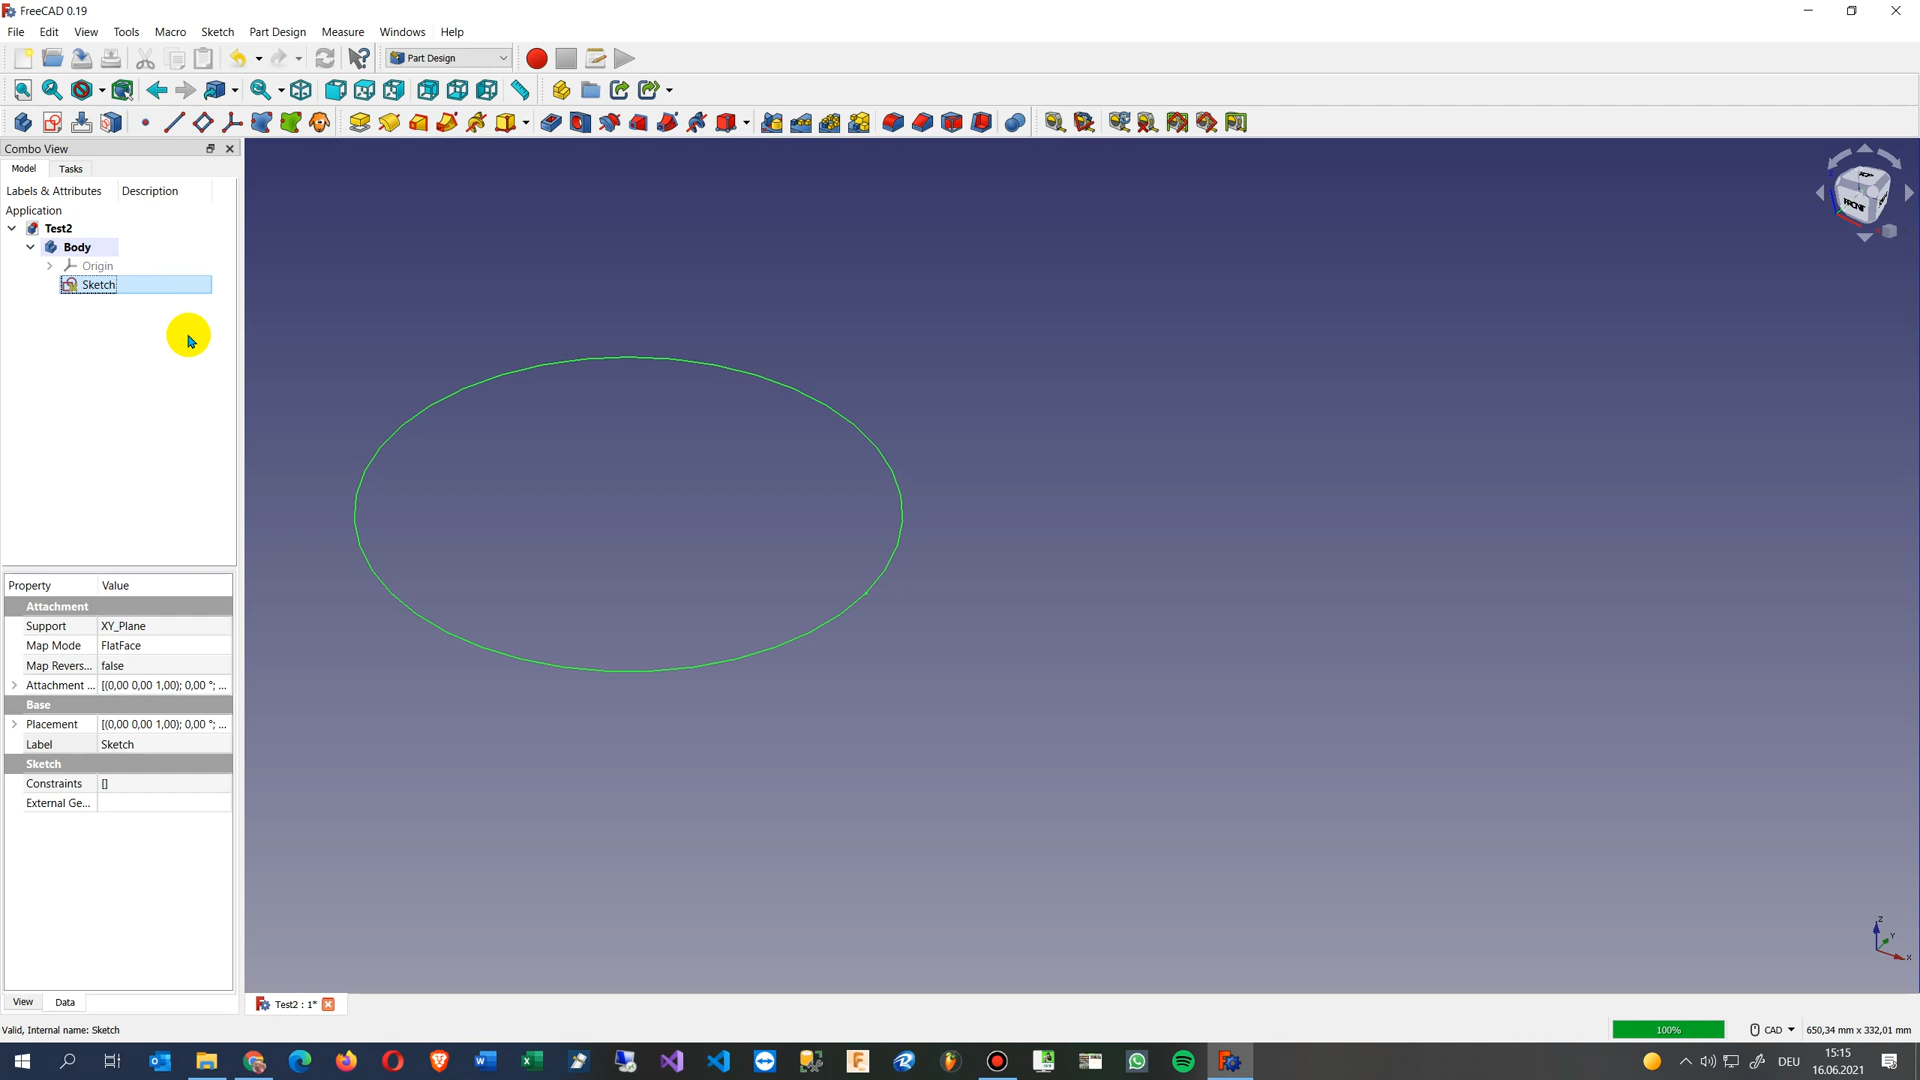 FreeCAD 0.19
File Edit View Tools Macro Sketch Part Design Measure Windows Help
Part Design
Combo View
Model Tasks
Labels & Attributes Description
Application
Test2
Body
Origin
Sketch
TOP
FRONT
Property Value
Attachment
Support XY_Plane
Map Mode FlatFace
Map Revers... false
Attachment ... [(0,00 0,00 1,00); 0,00 °; ...
Base
Placement [(0,00 0,00 1,00); 0,00 °; ...
Label Sketch
Sketch
Constraints []
External Ge...
Z
Y
X
View Data
Test2 : 1*
Valid, Internal name: Sketch
100% CAD 650,34 mm x 332,01 mm
DEU
15:15
16.06.2021